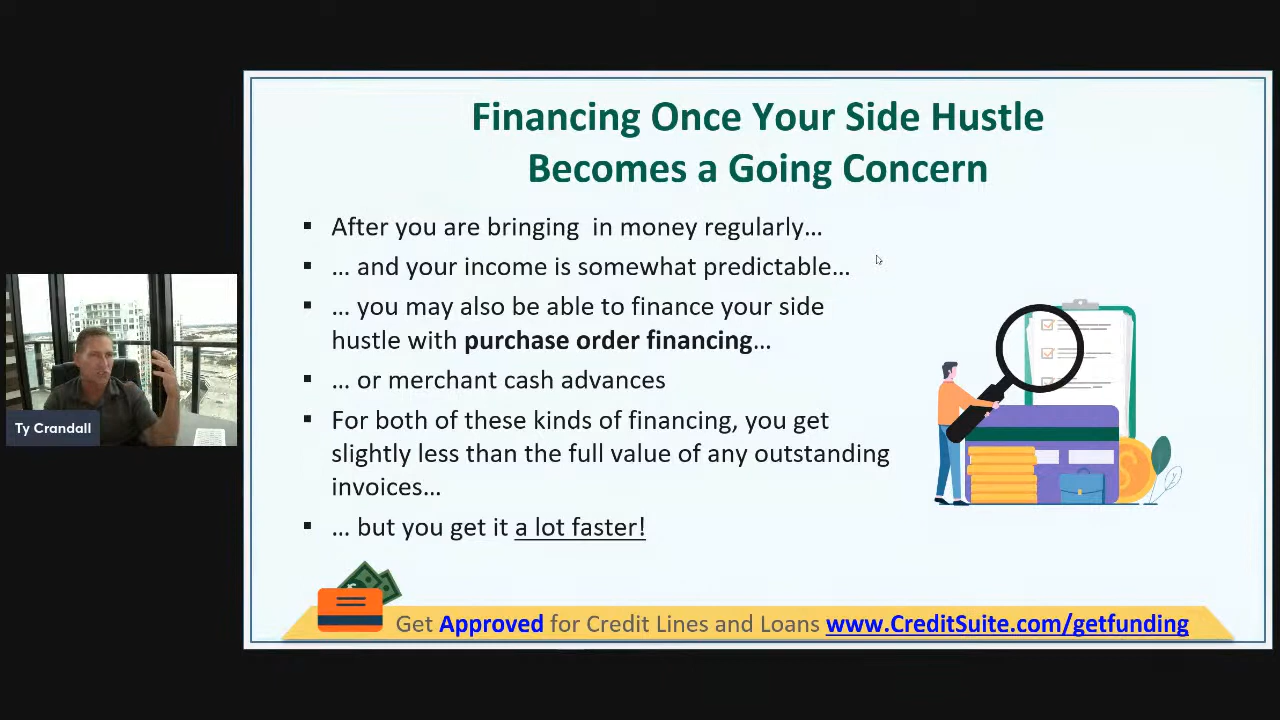 Financing Once Your Side Hustle
Becomes a Going Concern
▪ After you are bringing  in money regularly…
▪ … and your income is somewhat predictable…
▪ … you may also be able to finance your side
hustle with purchase order financing…
▪ … or merchant cash advances
▪ For both of these kinds of financing, you get
slightly less than the full value of any outstanding
invoices…
▪ … but you get it a lot faster!
Ty Crandall
Get Approved for Credit Lines and Loans www.CreditSuite.com/getfunding